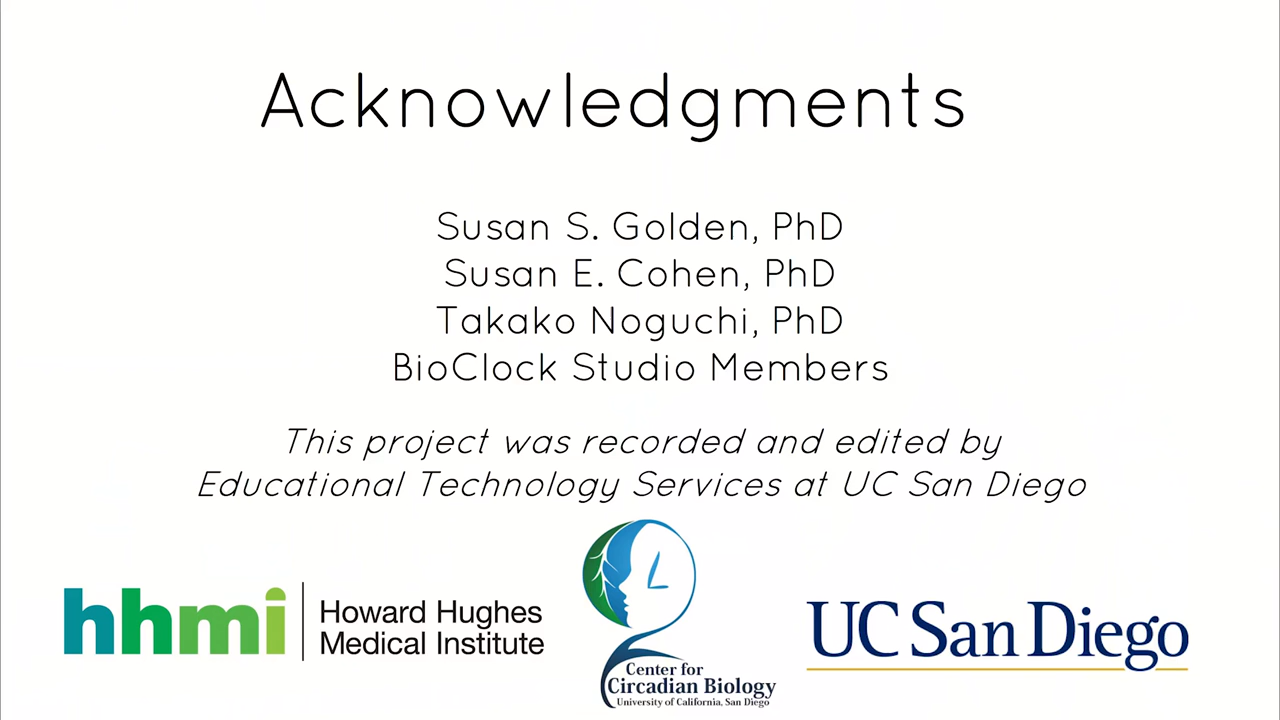 Acknowledgments
Susan S. Golden, PhD
Susan E. Cohen, PhD
Takako Noguchi, PhD
BioClock Studio Members
This project was recorded and edited by
Educational Technology Services at UC San Diego
hhmi
Howard Hughes
Medical Institute
Center for
Circadian Biology
University of California, San Diego
UC San Diego